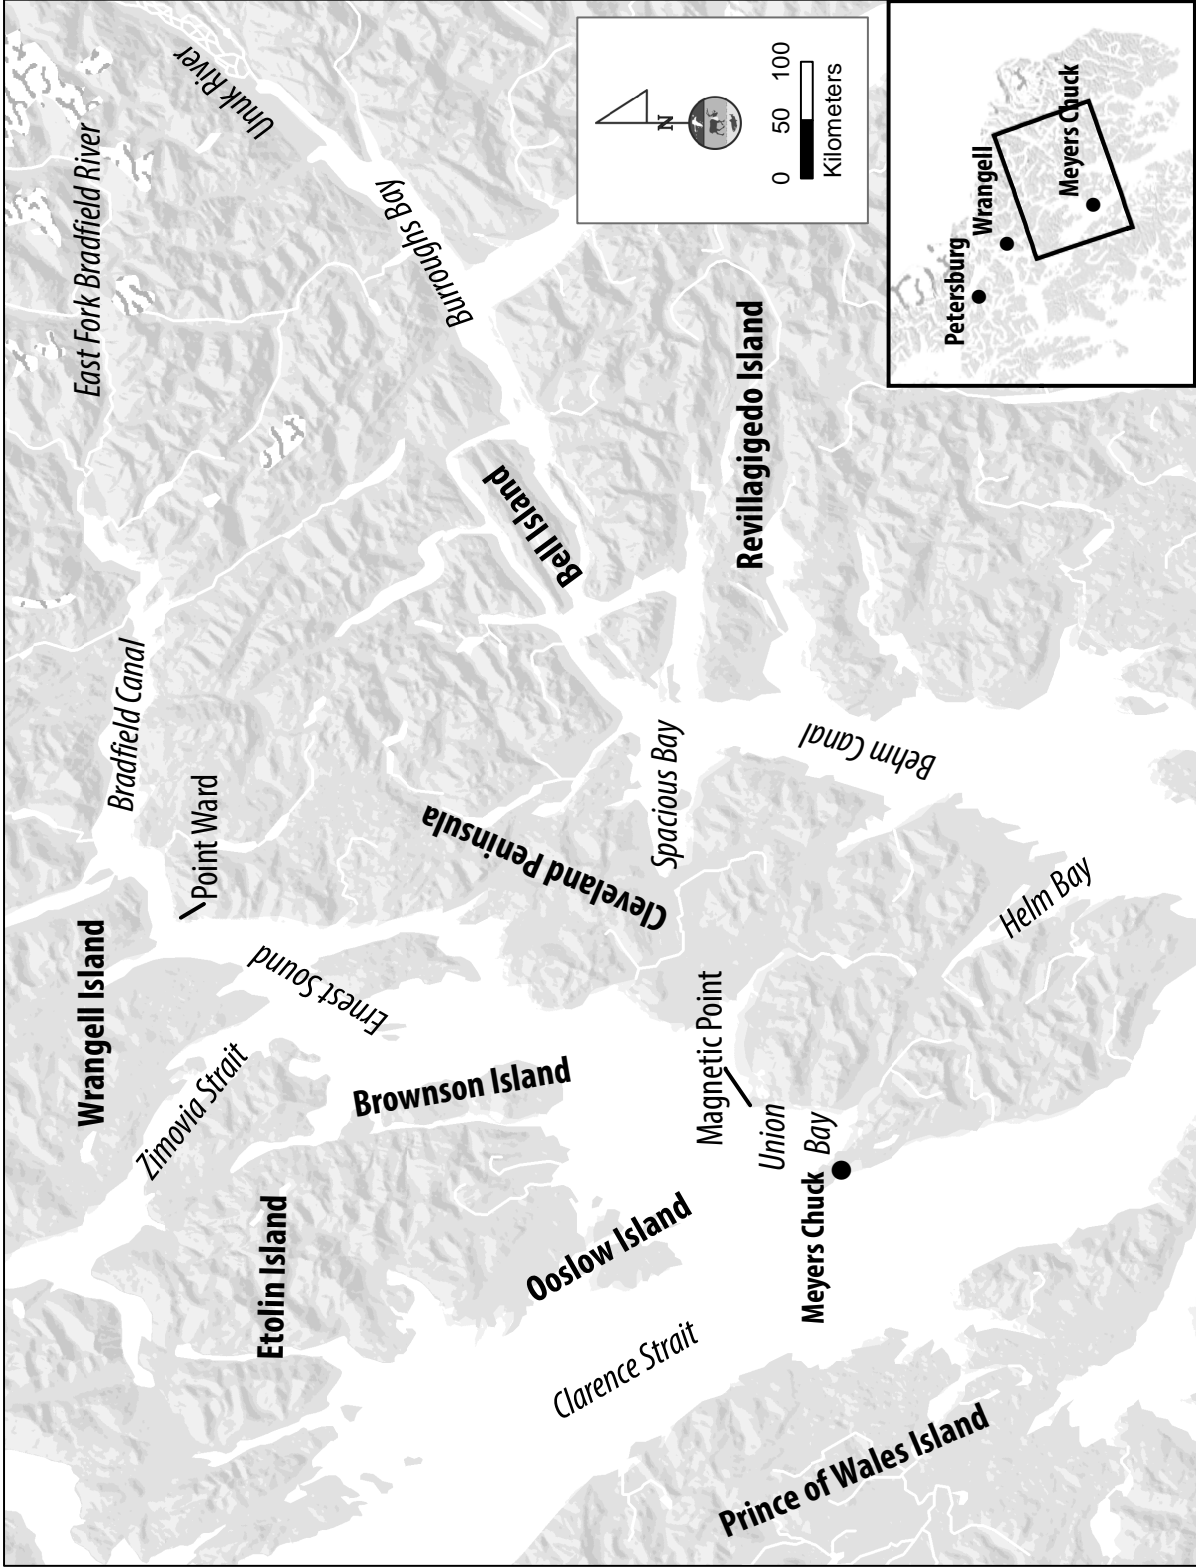 East Fork Bradfield River
Unuk River
Burroughs Bay
N
0 50 100
Kilometers
Petersburg
Wrangell
Meyers Chuck
Bradfield Canal
Point Ward
Wrangell Island
Zimovia Strait
Ernest Sound
Etolin Island
Brownson Island
Cleveland Peninsula
Bell Island
Revillagigedo Island
Spacious Bay
Behm Canal
Helm Bay
Magnetic Point
Union
Bay
Meyers Chuck
Ooslow Island
Clarence Strait
Prince of Wales Island